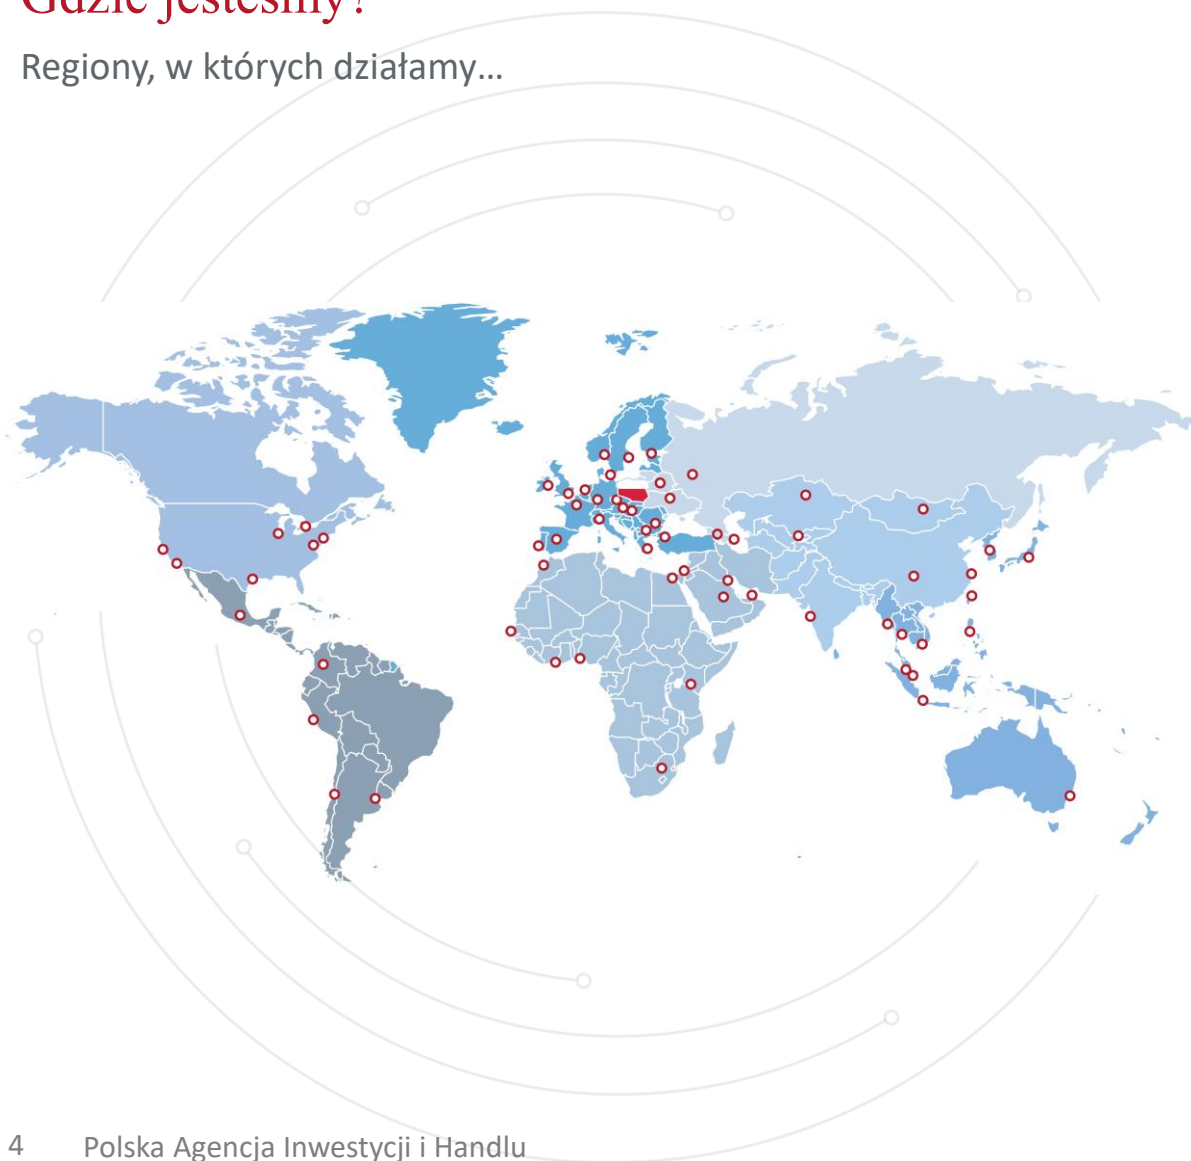 Gdzie jesteśmy?
Regiony, w których działamy…
4 Polska Agencja Inwestycji i Handlu